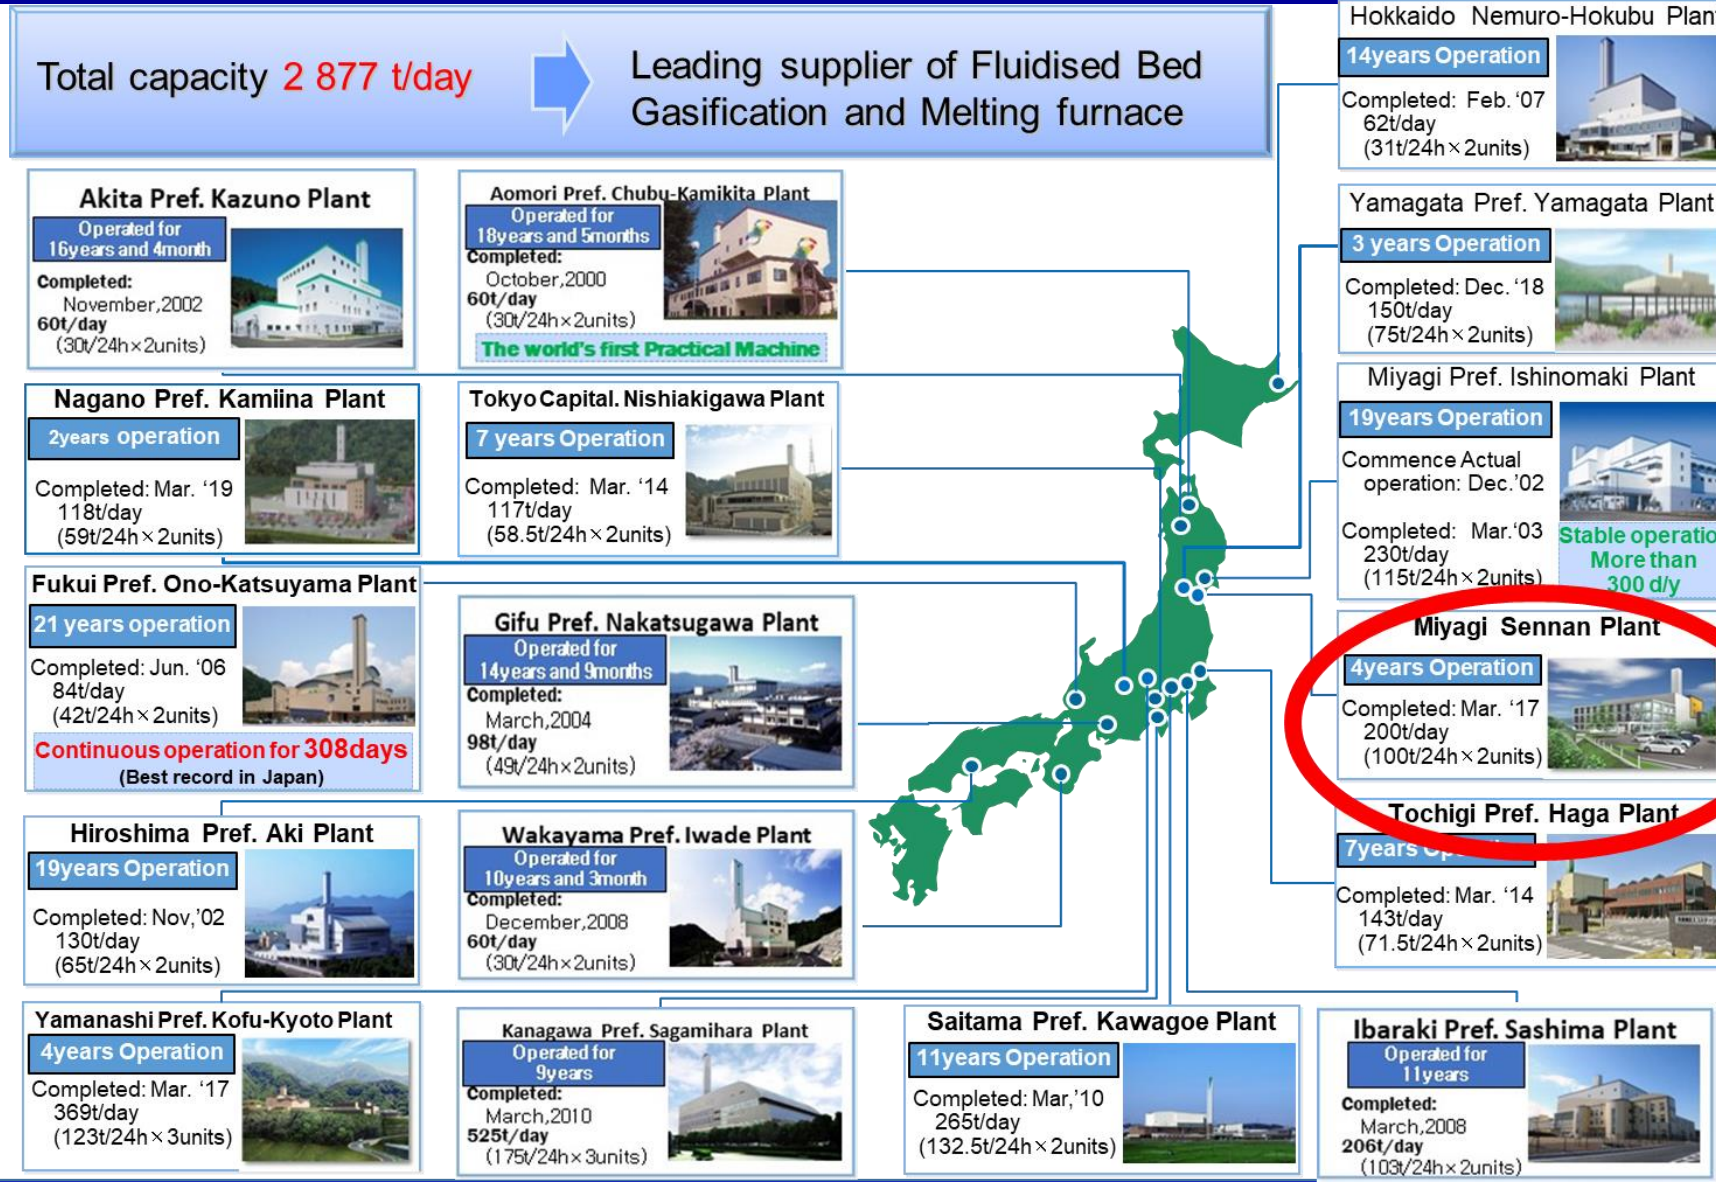 Total capacity 2 877 t/day
Leading supplier of Fluidised Bed
Gasification and Melting furnace
Hokkaido Nemuro-Hokubu Plant
14years Operation
Completed: Feb. ‘07
62t/day
(31t/24h×2units)
Akita Pref. Kazuno Plant
Operated for
16years and 4month
Completed:
November,2002
60t/day
(30t/24h×2units)
Aomori Pref. Chubu-Kamikita Plant
Operated for
18years and 5months
Completed:
October,2000
60t/day
(30t/24h×2units)
The world's first Practical Machine
Yamagata Pref. Yamagata Plant
3 years Operation
Completed: Dec. ‘18
150t/day
(75t/24h×2units)
Nagano Pref. Kamiina Plant
2years operation
Completed: Mar. ‘19
118t/day
(59t/24h×2units)
Tokyo Capital. Nishiakigawa Plant
7 years Operation
Completed: Mar. ‘14
117t/day
(58.5t/24h×2units)
Miyagi Pref. Ishinomaki Plant
19years Operation
Commence Actual
operation: Dec.’02
Completed: Mar.‘03
230t/day
(115t/24h×2units)
Stable operatio
More than
300 d/y
Fukui Pref. Ono-Katsuyama Plant
21 years operation
Completed: Jun. ‘06
84t/day
(42t/24h×2units)
Continuous operation for 308days
(Best record in Japan)
Gifu Pref. Nakatsugawa Plant
Operated for
14years and 9months
Completed:
March,2004
98t/day
(49t/24h×2units)
Miyagi Sennan Plant
4years Operation
Completed: Mar. ‘17
200t/day
(100t/24h×2units)
Hiroshima Pref. Aki Plant
19years Operation
Completed: Nov,’02
130t/day
(65t/24h×2units)
Wakayama Pref. Iwade Plant
Operated for
10years and 3month
Completed:
December,2008
60t/day
(30t/24h×2units)
Tochigi Pref. Haga Plant
7years
Completed: Mar. ‘14
143t/day
(71.5t/24h×2units)
Yamanashi Pref. Kofu-Kyoto Plant
4years Operation
Completed: Mar. ‘17
369t/day
(123t/24h×3units)
Kanagawa Pref. Sagamihara Plant
Operated for
9years
Completed:
March,2010
525t/day
(175t/24h×3units)
Saitama Pref. Kawagoe Plant
11years Operation
Completed: Mar,’10
265t/day
(132.5t/24h×2units)
Ibaraki Pref. Sashima Plant
Operated for
11years
Completed:
March,2008
206t/day
(103t/24h×2units)